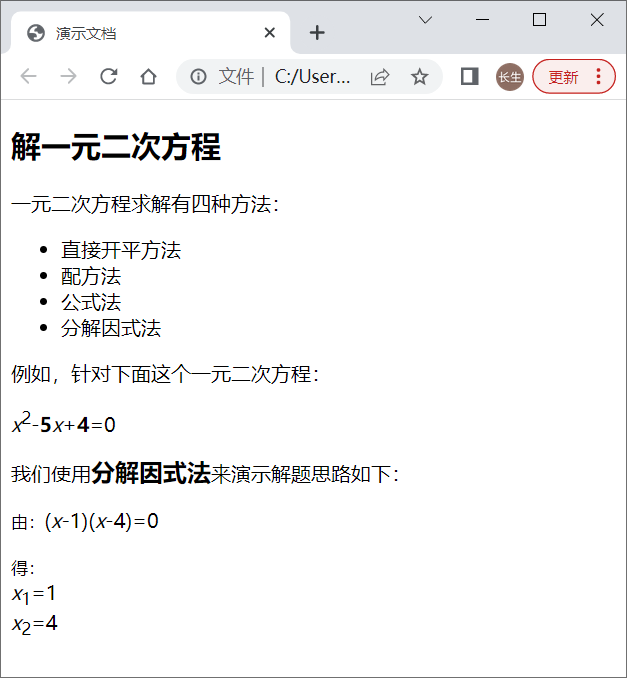 演示文档
文件 | C:/User...
长生
更新
解一元二次方程
一元二次方程求解有四种方法：
• 直接开平方法
• 配方法
• 公式法
• 分解因式法
例如，针对下面这个一元二次方程：
x²-5x+4=0
我们使用分解因式法来演示解题思路如下：
由：(x-1)(x-4)=0
得：
x₁=1
x₂=4